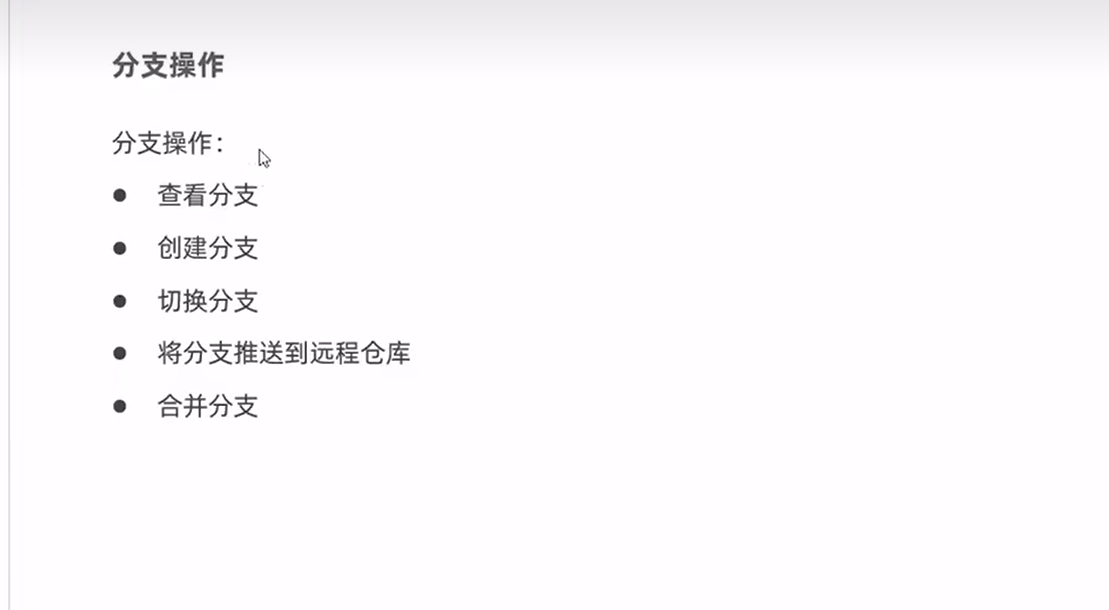 分支操作
分支操作：
● 查看分支
● 创建分支
● 切换分支
● 将分支推送到远程仓库
● 合并分支